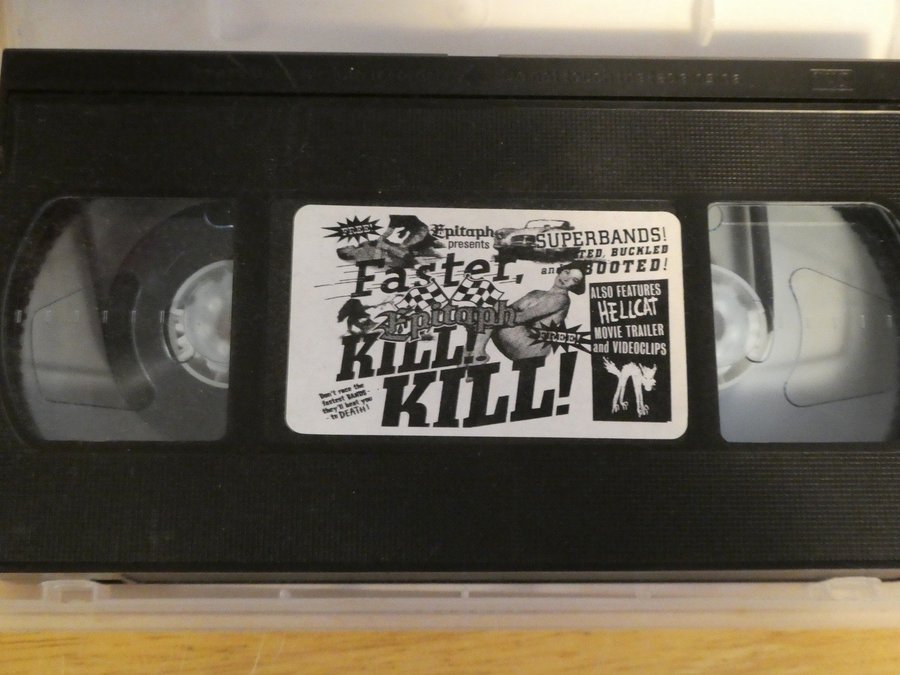 FREE!
Epitaph
presents
SUPERBANDS!
TED, BUCKLED
and BOOTED!
Faster,
Epitaph
KILL!
KILL!
FREE!
Don't race the
fastest BANDS -
they'll beat you
- to DEATH!
ALSO FEATURES
HELLCAT
MOVIE TRAILER
and VIDEOCLIPS